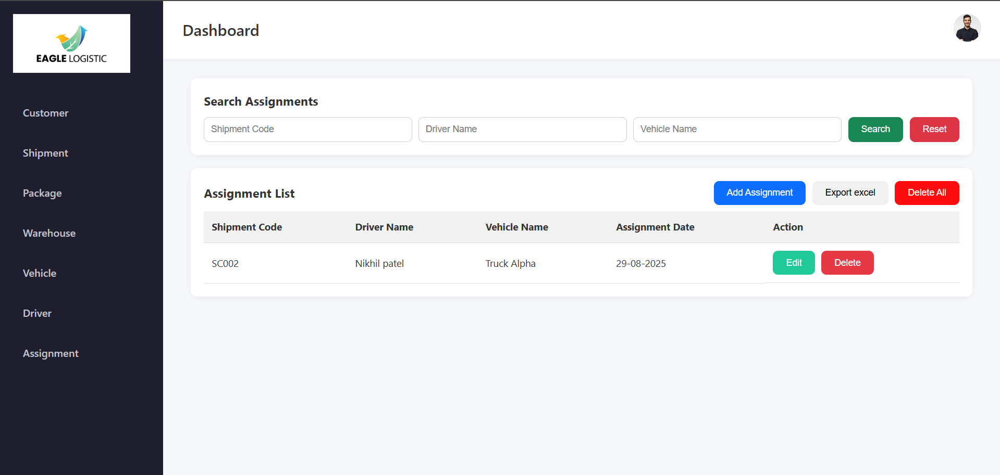 EAGLE LOGISTIC
Customer
Shipment
Package
Warehouse
Vehicle
Driver
Assignment
Dashboard
Search Assignments
Shipment Code Driver Name Vehicle Name Search Reset
Assignment List Add Assignment Export excel Delete All
Shipment Code Driver Name Vehicle Name Assignment Date Action
SC002 Nikhil patel Truck Alpha 29-08-2025 Edit Delete